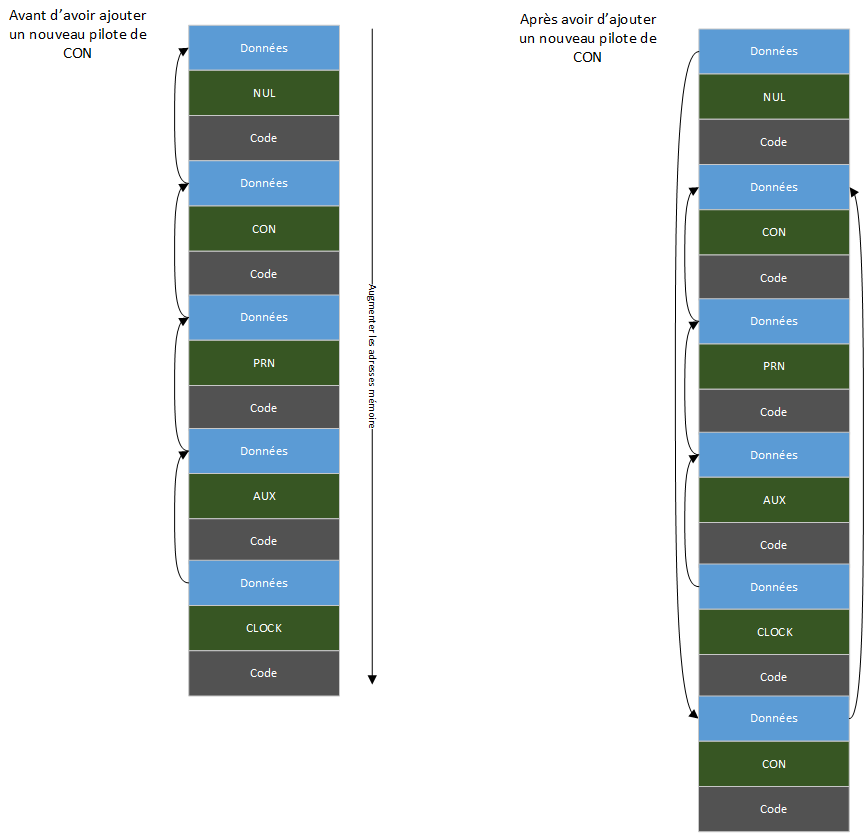 Avant d’avoir ajouter
un nouveau pilote de
CON
Données
NUL
Code
Données
CON
Code
Données
PRN
Code
Données
AUX
Code
Données
CLOCK
Code
Augmenter les adresses mémoire
Après avoir d’ajouter
un nouveau pilote de
CON
Données
NUL
Code
Données
CON
Code
Données
PRN
Code
Données
AUX
Code
Données
CLOCK
Code
Données
CON
Code